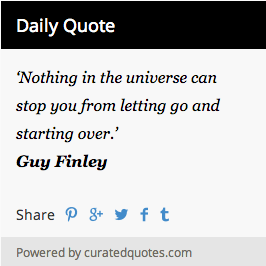 Daily Quote
‘Nothing in the universe can
stop you from letting go and
starting over.’
Guy Finley
Share
Powered by curatedquotes.com